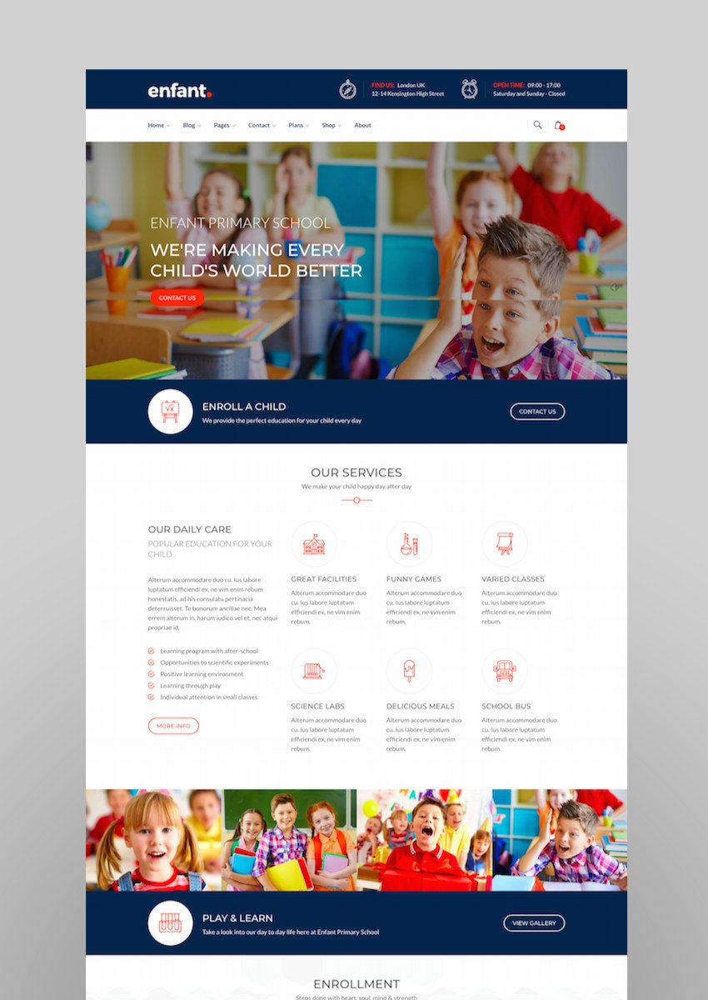 enfant.
FIND US: London UK
12-14 Kensington High Street
OPEN TIME: 09:00 - 17:00
Saturday and Sunday - Closed
Home Blog Pages Contact Plans Shop About
0
ENFANT PRIMARY SCHOOL
WE'RE MAKING EVERY
CHILD'S WORLD BETTER
CONTACT US
ENROLL A CHILD
We provide the perfect education for your child every day
CONTACT US
OUR SERVICES
We make your child happy day after day
OUR DAILY CARE
POPULAR EDUCATION FOR YOUR
CHILD
Alterum accommodare duo cu. Ius labore
luptatum efficiendi ex, ne vim enim rebum
honestatis, ad his consulatu pertinacia
deterruisset. Te bonorum ancillae nec. Mea
errem alterum in, harum iudico vel et, nec atqui
propriae id.
Learning program with after-school
Opportunities to scientific experiments
Positive learning environment
Learning through play
Individual attention in small classes
MORE INFO
GREAT FACILITIES
Alterum accommodare duo
cu. Ius labore luptatum
efficiendi ex, ne vim enim
rebum.
FUNNY GAMES
Alterum accommodare duo
cu. Ius labore luptatum
efficiendi ex, ne vim enim
rebum.
VARIED CLASSES
Alterum accommodare duo
cu. Ius labore luptatum
efficiendi ex, ne vim enim
rebum.
SCIENCE LABS
Alterum accommodare duo
cu. Ius labore luptatum
efficiendi ex, ne vim enim
rebum.
DELICIOUS MEALS
Alterum accommodare duo
cu. Ius labore luptatum
efficiendi ex, ne vim enim
rebum.
SCHOOL BUS
Alterum accommodare duo
cu. Ius labore luptatum
efficiendi ex, ne vim enim
rebum.
PLAY & LEARN
Take a look into our day to day life here at Enfant Primary School
VIEW GALLERY
ENROLLMENT
Steps done with heart, soul, mind & strength